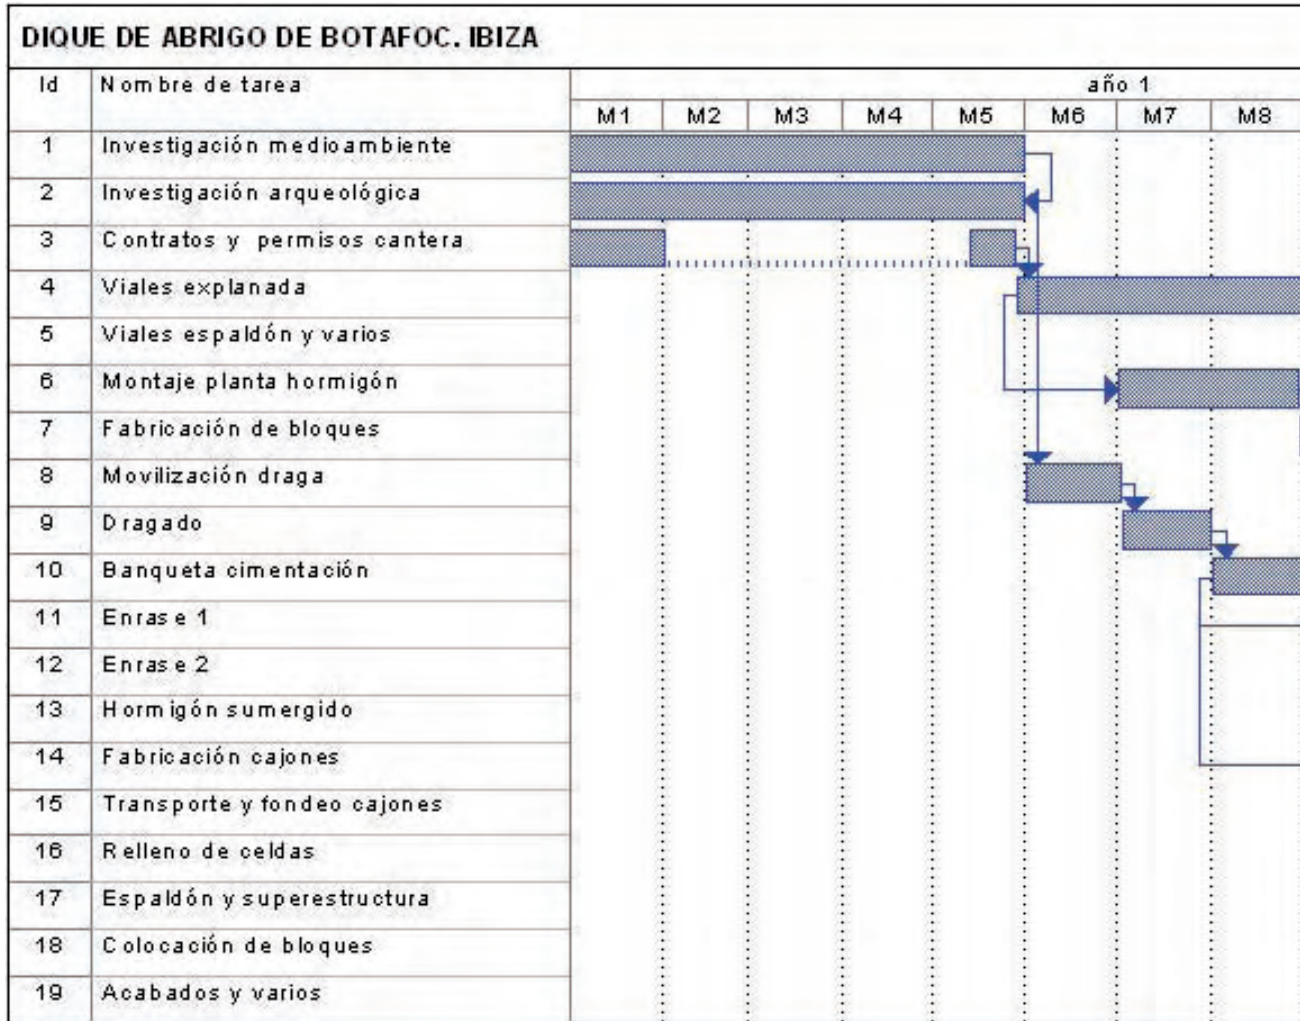 DIQUE DE ABRIGO DE BOTAFOC. IBIZA
Id Nombre de tarea año 1
M1 M2 M3 M4 M5 M6 M7 M8
1 Investigación medioambiente
2 Investigación arqueológica
3 Contratos y permisos cantera
4 Viales explanada
5 Viales espaldón y varios
6 Montaje planta hormigón
7 Fabricación de bloques
8 Movilización draga
9 Dragado
10 Banqueta cimentación
11 Enrase 1
12 Enrase 2
13 Hormigón sumergido
14 Fabricación cajones
15 Transporte y fondeo cajones
16 Relleno de celdas
17 Espaldón y superestructura
18 Colocación de bloques
19 Acabados y varios